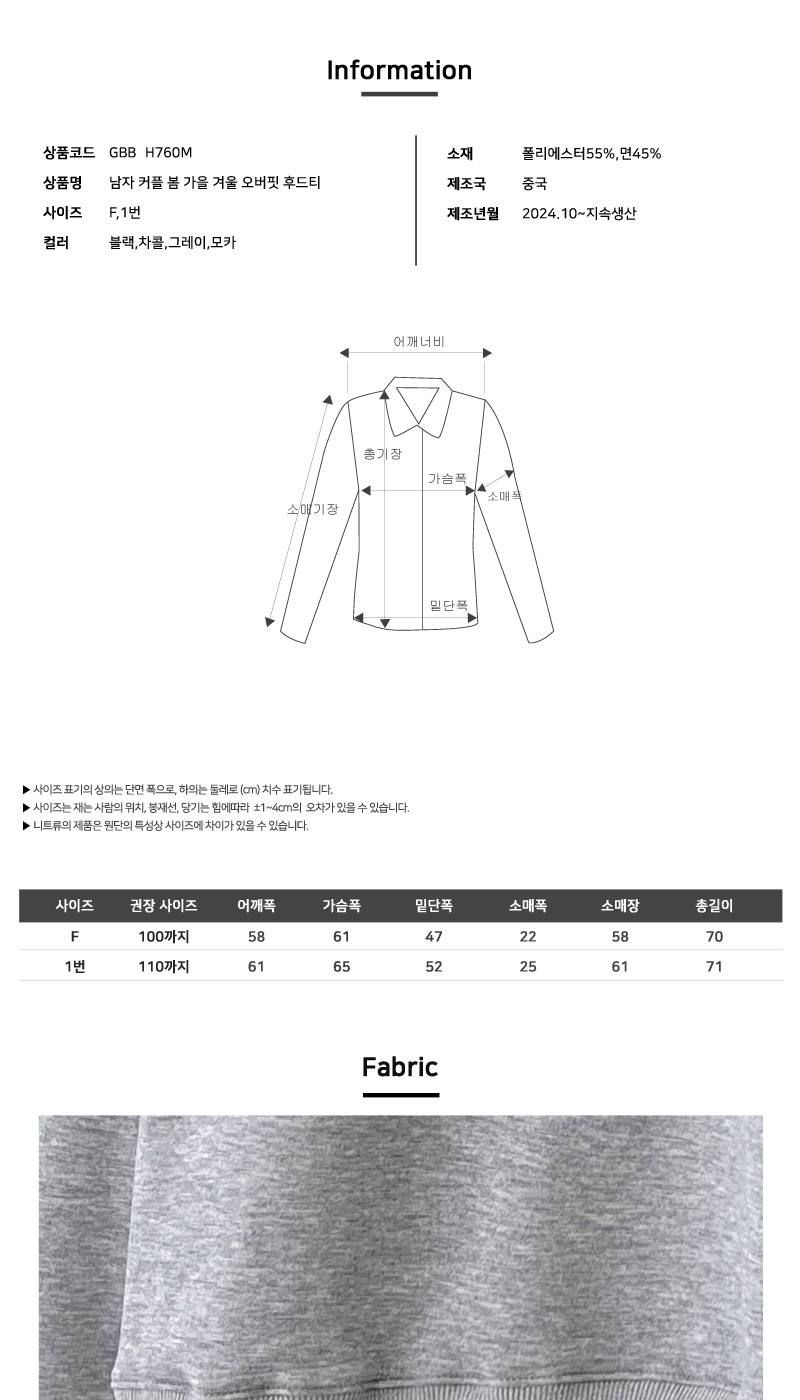 Information
상품코드 GBB H760M
상품명 남자 커플 봄 가을 겨울 오버핏 후드티
사이즈 F,1번
컬러 블랙,차콜,그레이,모카
소재 폴리에스터55%,면45%
제조국 중국
제조년월 2024.10~지속생산
어깨너비
총기장
가슴폭
소매폭
소매기장
밑단폭
▶ 사이즈 표기의 상의는 단면 폭으로, 하의는 둘레로 (cm) 치수 표기됩니다.
▶ 사이즈는 재는 사람의 위치, 봉재선, 당기는 힘에따라 ±1~4cm의 오차가 있을 수 있습니다.
▶ 니트류의 제품은 원단의 특성상 사이즈에 차이가 있을 수 있습니다.
사이즈 권장 사이즈 어깨폭 가슴폭 밑단폭 소매폭 소매장 총길이
F 100까지 58 61 47 22 58 70
1번 110까지 61 65 52 25 61 71
Fabric